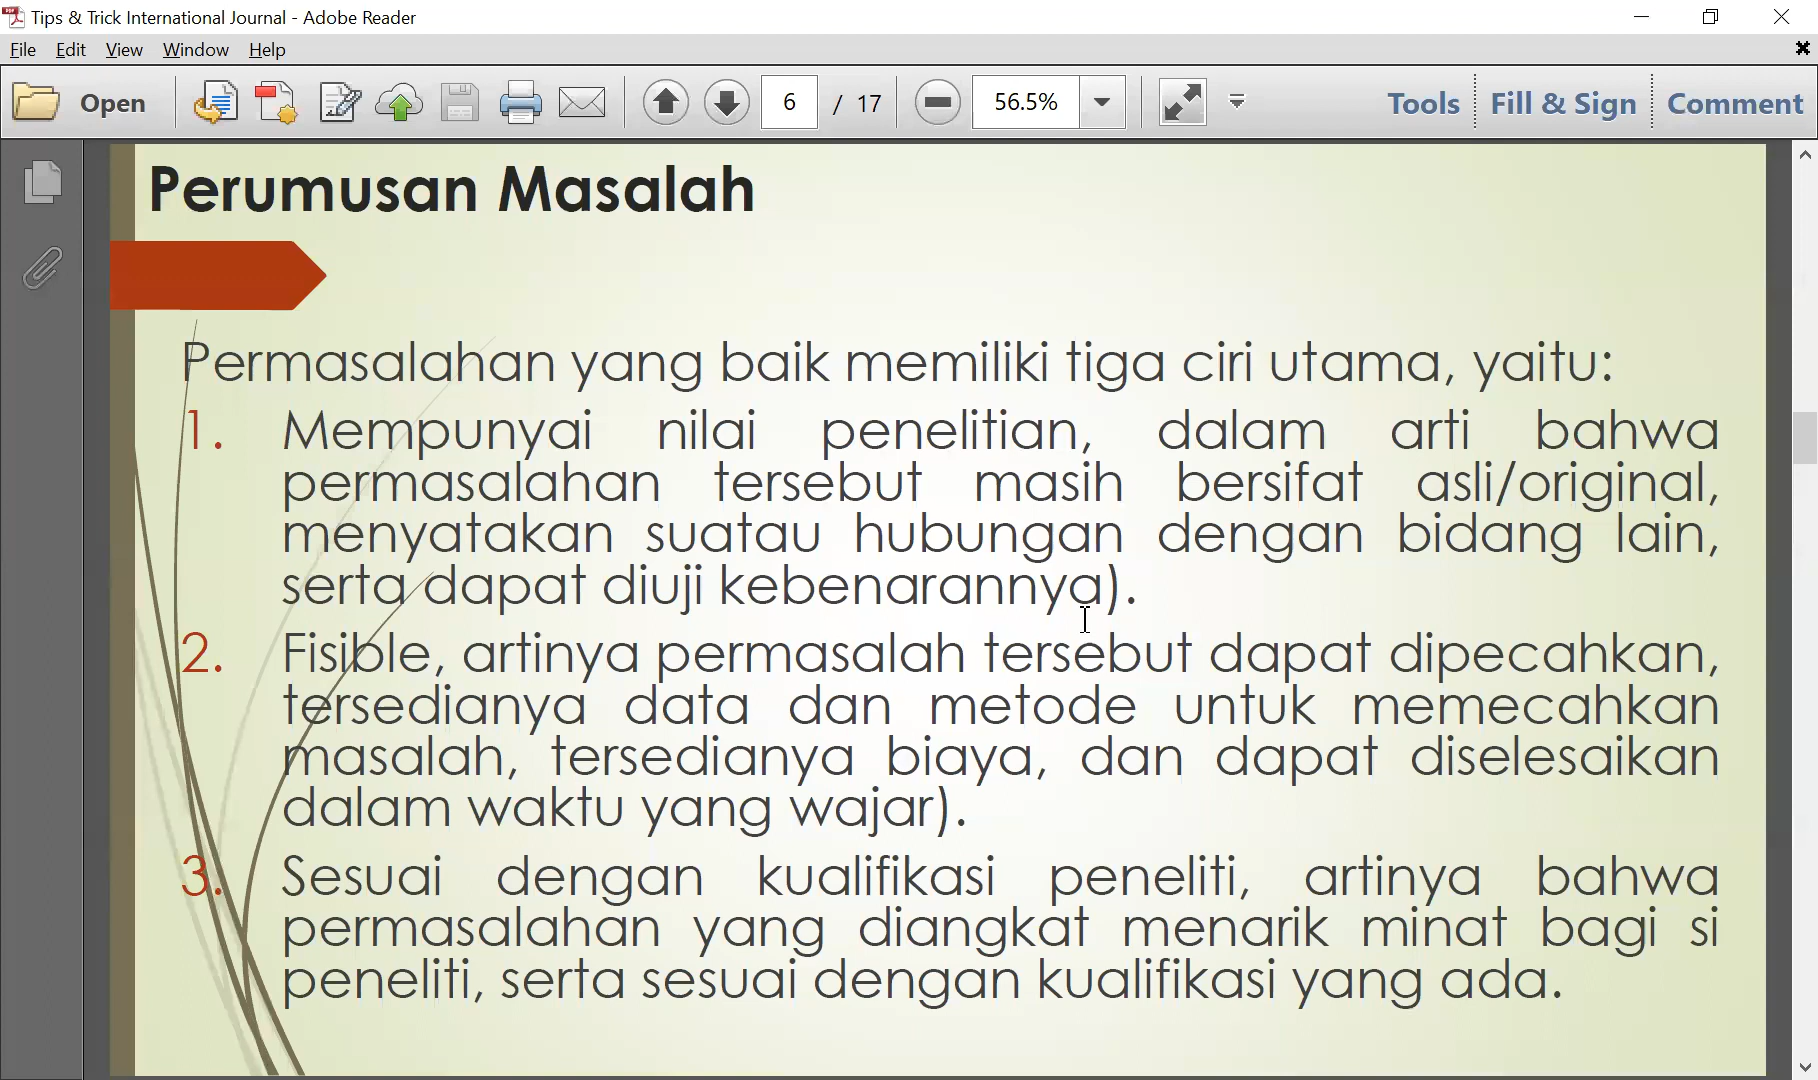 Tips & Trick International Journal - Adobe Reader
File Edit View Window Help
Open 6 / 17 56.5% Tools Fill & Sign Comment
Perumusan Masalah
Permasalahan yang baik memiliki tiga ciri utama, yaitu:
1. Mempunyai nilai penelitian, dalam arti bahwa
permasalahan tersebut masih bersifat asli/original,
menyatakan suatau hubungan dengan bidang lain,
serta dapat diuji kebenarannya).
2. Fisible, artinya permasalah tersebut dapat dipecahkan,
tersedianya data dan metode untuk memecahkan
masalah, tersedianya biaya, dan dapat diselesaikan
dalam waktu yang wajar).
3. Sesuai dengan kualifikasi peneliti, artinya bahwa
permasalahan yang diangkat menarik minat bagi si
peneliti, serta sesuai dengan kualifikasi yang ada.